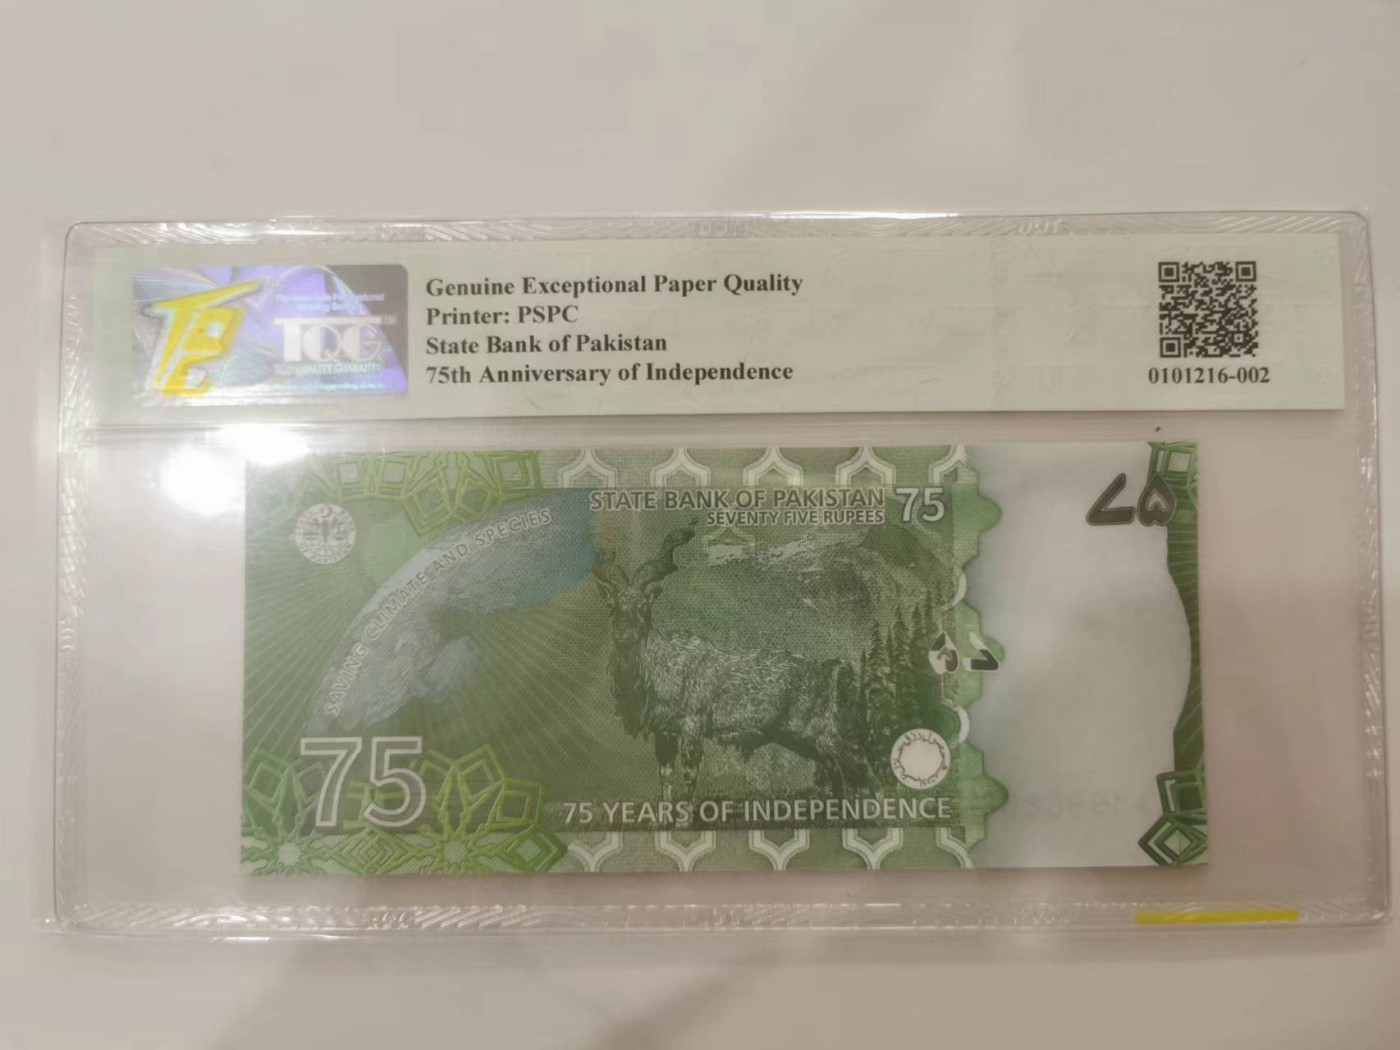 TQG
Genuine Exceptional Paper Quality
Printer: PSPC
State Bank of Pakistan
75th Anniversary of Independence
0101216-002
STATE BANK OF PAKISTAN
SEVENTY FIVE RUPEES
75
۷۵
SAVING CLIMATE AND SPECIES
75
75 YEARS OF INDEPENDENCE